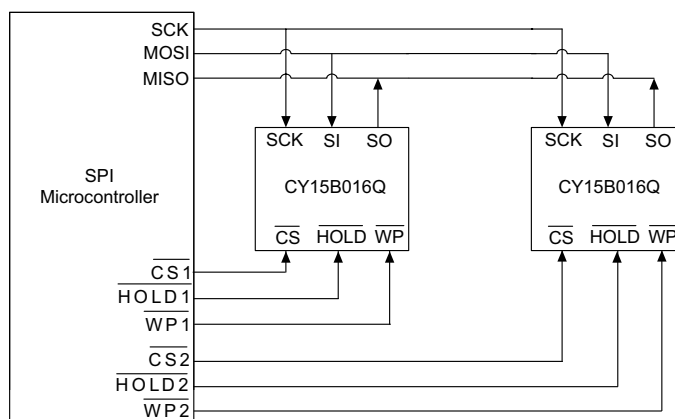 SCK
MOSI
MISO
SCK SI SO
SCK SI SO
SPI
Microcontroller
CY15B016Q
CY15B016Q
CS HOLD WP
CS HOLD WP
CS1
HOLD1
WP1
CS2
HOLD2
WP2